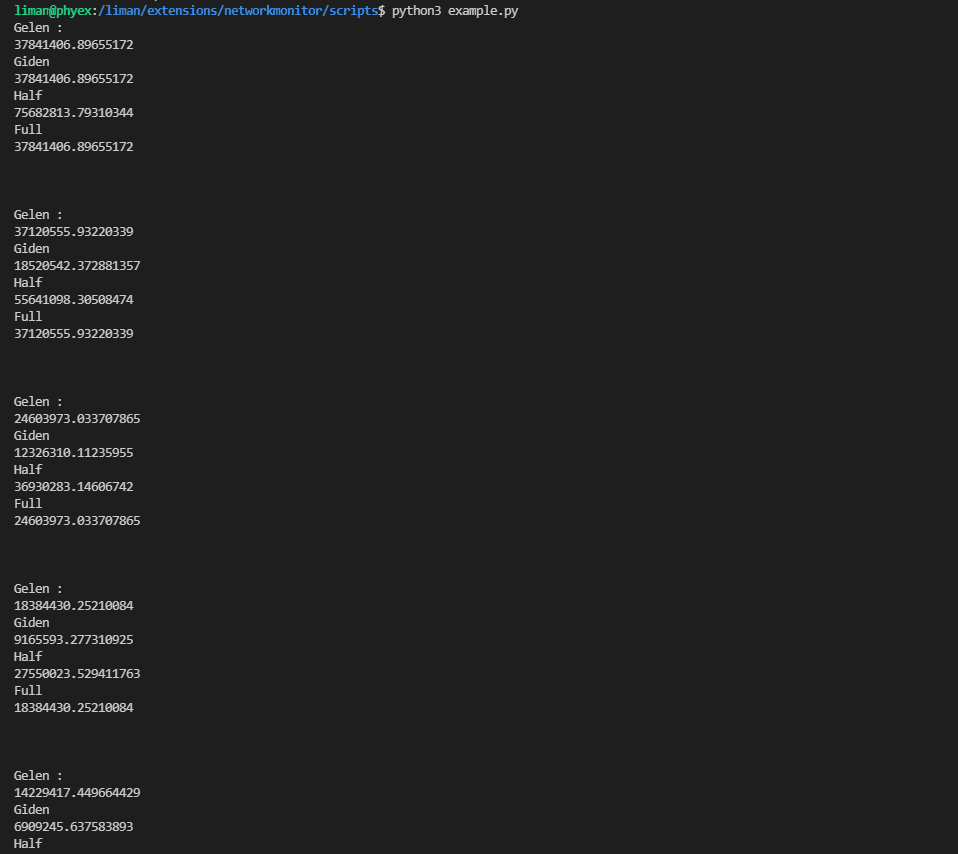 liman@phyex:/liman/extensions/networkmonitor/scripts$ python3 example.py
Gelen :
37841406.89655172
Giden
37841406.89655172
Half
75682813.79310344
Full
37841406.89655172
Gelen :
37120555.93220339
Giden
18520542.372881357
Half
55641098.30508474
Full
37120555.93220339
Gelen :
24603973.033707865
Giden
12326310.11235955
Half
36930283.14606742
Full
24603973.033707865
Gelen :
18384430.25210084
Giden
9165593.277310925
Half
27550023.529411763
Full
18384430.25210084
Gelen :
14229417.449664429
Giden
6909245.637583893
Half